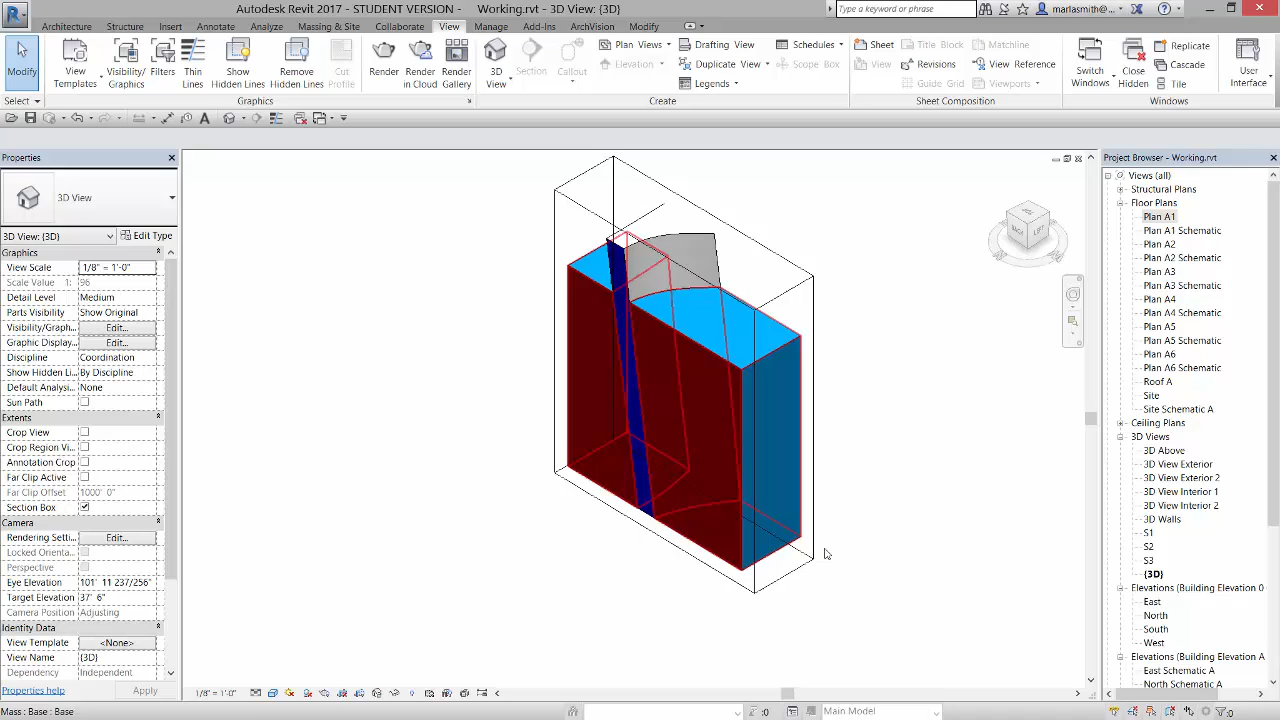 Autodesk Revit 2017 - STUDENT VERSION - Working.rvt - 3D View: {3D}
Type a keyword or phrase
mariasmith@...
Architecture Structure Insert Annotate Analyze Massing & Site Collaborate View Manage Add-Ins ArchVision Modify
Modify
View Templates
Visibility/ Graphics
Filters
Thin Lines
Show Hidden Lines
Remove Hidden Lines
Cut Profile
Render
Render in Cloud
Render Gallery
3D View
Section
Callout
Plan Views
Elevation
Drafting View
Duplicate View
Legends
Schedules
Scope Box
Sheet
View
Title Block
Revisions
Guide Grid
Matchline
View Reference
Viewports
Switch Windows
Close Hidden
Replicate
Cascade
Tile
User Interface
Select Graphics Create Sheet Composition Windows
Properties
3D View
3D View: {3D} Edit Type
Graphics
View Scale 1/8" = 1'-0"
Scale Value 1: 96
Detail Level Medium
Parts Visibility Show Original
Visibility/Graph... Edit...
Graphic Display... Edit...
Discipline Coordination
Show Hidden Li... By Discipline
Default Analysi... None
Sun Path
Extents
Crop View
Crop Region Vi...
Annotation Crop
Far Clip Active
Far Clip Offset 1000' 0"
Section Box
Camera
Rendering Setti... Edit...
Locked Orienta...
Perspective
Eye Elevation 101' 11 237/256"
Target Elevation 37' 6"
Camera Position Adjusting
Identity Data
View Template <None>
View Name {3D}
Dependency Independent
Properties help Apply
BACK LEFT
Project Browser - Working.rvt
Views (all)
Structural Plans
Floor Plans
Plan A1
Plan A1 Schematic
Plan A2
Plan A2 Schematic
Plan A3
Plan A3 Schematic
Plan A4
Plan A4 Schematic
Plan A5
Plan A5 Schematic
Plan A6
Plan A6 Schematic
Roof A
Site
Site Schematic A
Ceiling Plans
3D Views
3D Above
3D View Exterior
3D View Exterior 2
3D View Interior 1
3D View Interior 2
3D Walls
S1
S2
S3
{3D}
Elevations (Building Elevation 0
East
North
South
West
Elevations (Building Elevation A
East Schematic A
North Schematic A
1/8" = 1'-0"
Mass : Base : Base
:0
Main Model
:0